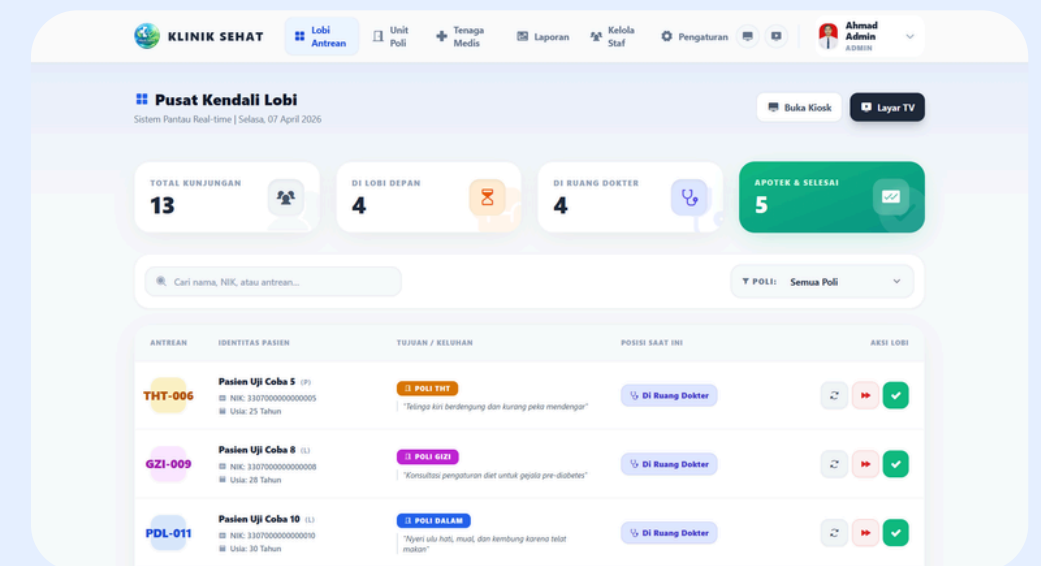 KLINIK SEHAT
Lobi
Antrean
Unit
Poli
Tenaga
Medis
Laporan
Kelola
Staf
Pengaturan
Ahmad
Admin
ADMIN
Pusat Kendali Lobi
Sistem Pantau Real-time | Selasa, 07 April 2026
Buka Kiosk
Layar TV
TOTAL KUNJUNGAN
13
DI LOBI DEPAN
4
DI RUANG DOKTER
4
APOTEK & SELESAI
5
Cari nama, NIK, atau antrean...
POLI: Semua Poli
ANTREAN IDENTITAS PASIEN TUJUAN / KELUHAN POSISI SAAT INI AKSI LOBI
THT-006
Pasien Uji Coba 5 (P)
NIK: 3307000000000005
Usia: 25 Tahun
POLI THT
"Telinga kiri berdengung dan kurang peka mendengar"
Di Ruang Dokter
GZI-009
Pasien Uji Coba 8 (L)
NIK: 3307000000000008
Usia: 28 Tahun
POLI GIZI
"Konsultasi pengaturan diet untuk gejala pre-diabetes"
Di Ruang Dokter
PDL-011
Pasien Uji Coba 10 (L)
NIK: 3307000000000010
Usia: 30 Tahun
POLI DALAM
"Nyeri ulu hati, mual, dan kembung karena telat
makan"
Di Ruang Dokter